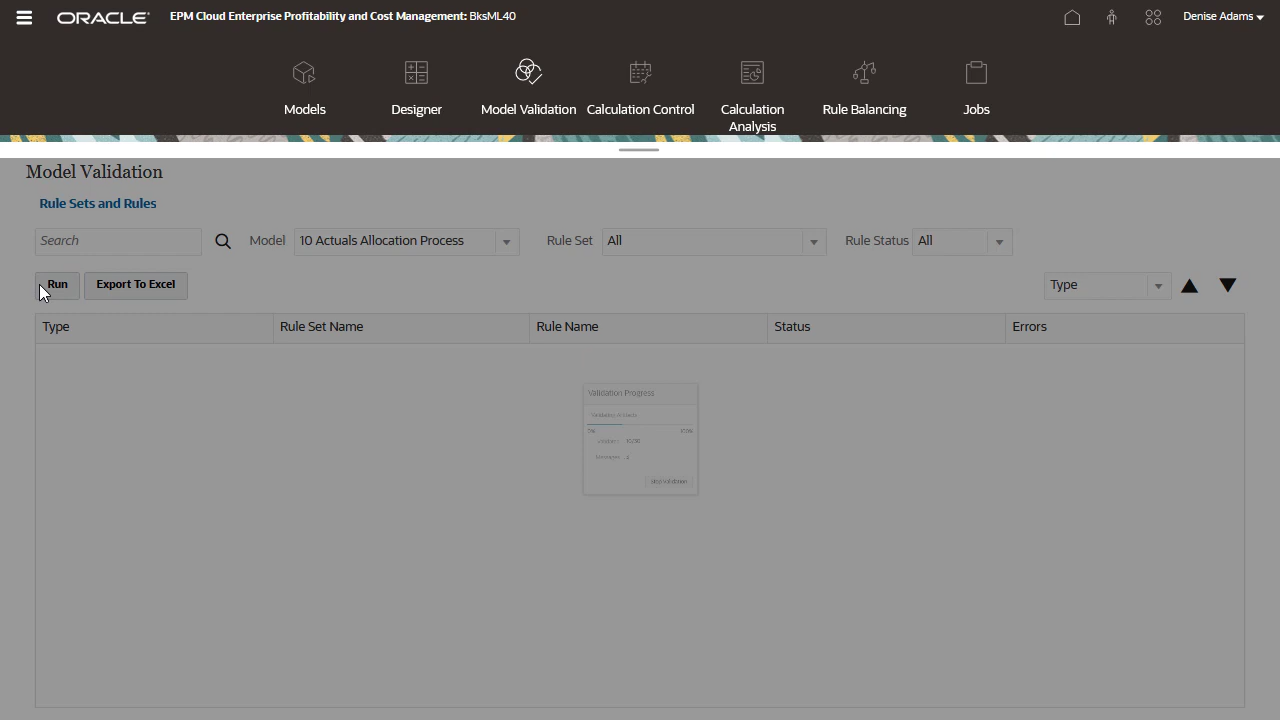 ORACLE
EPM Cloud Enterprise Profitability and Cost Management: BksML40
Denise Adams
Models
Designer
Model Validation
Calculation Control
Calculation
Analysis
Rule Balancing
Jobs
Model Validation
Rule Sets and Rules
Search
Model
10 Actuals Allocation Process
Rule Set
All
Rule Status
All
Run
Export To Excel
Type
Type
Rule Set Name
Rule Name
Status
Errors
Validation Progress
0%
100%